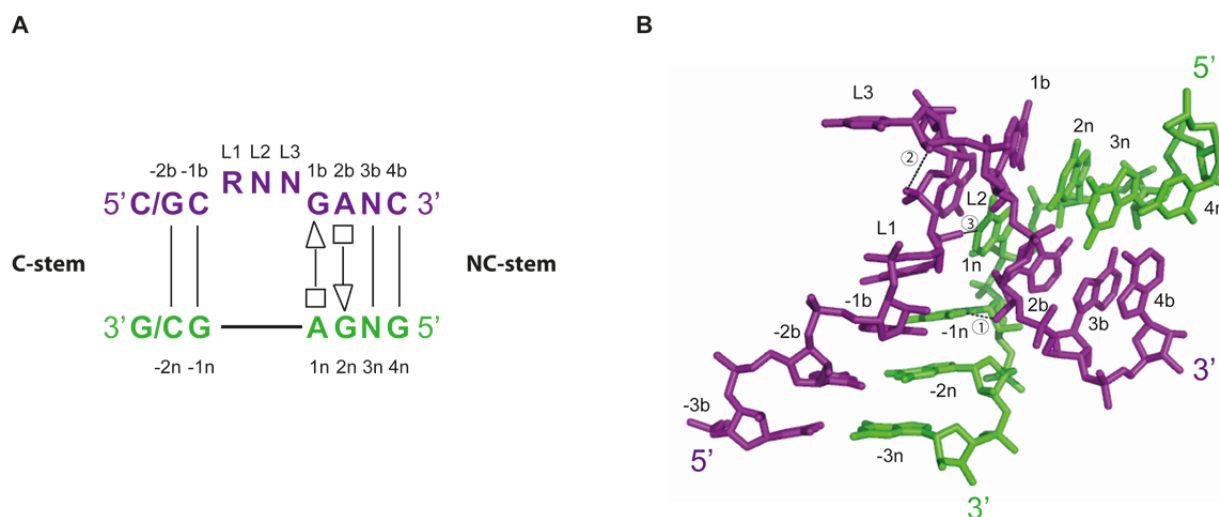 A
L1 L2 L3
-2b -1b 1b 2b 3b 4b
R N N
5’C/G C G A N C 3’
C-stem NC-stem
3’G/C G A G N G 5’
-2n -1n 1n 2n 3n 4n
B
5’
L3 1b
2n
3n
②
L2 4n
③
L1
1n
-1b 2b 3b 4b
-1n ①
-2b
3’
-2n
-3b
5’
-3n
3’